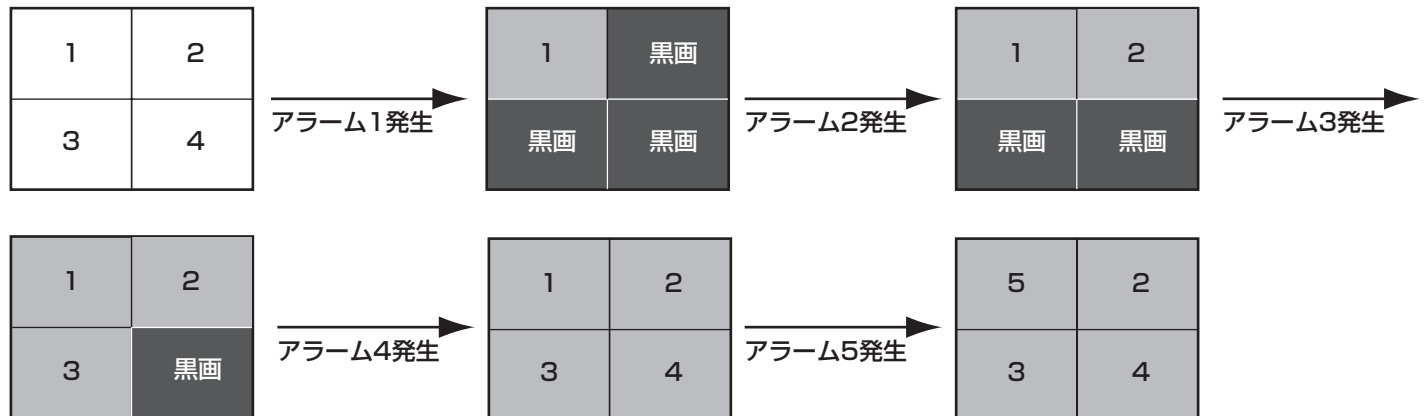 1 2
3 4
アラーム1発生
1 黒画
黒画 黒画
アラーム2発生
1 2
黒画 黒画
アラーム3発生
1 2
3 黒画
アラーム4発生
1 2
3 4
アラーム5発生
5 2
3 4